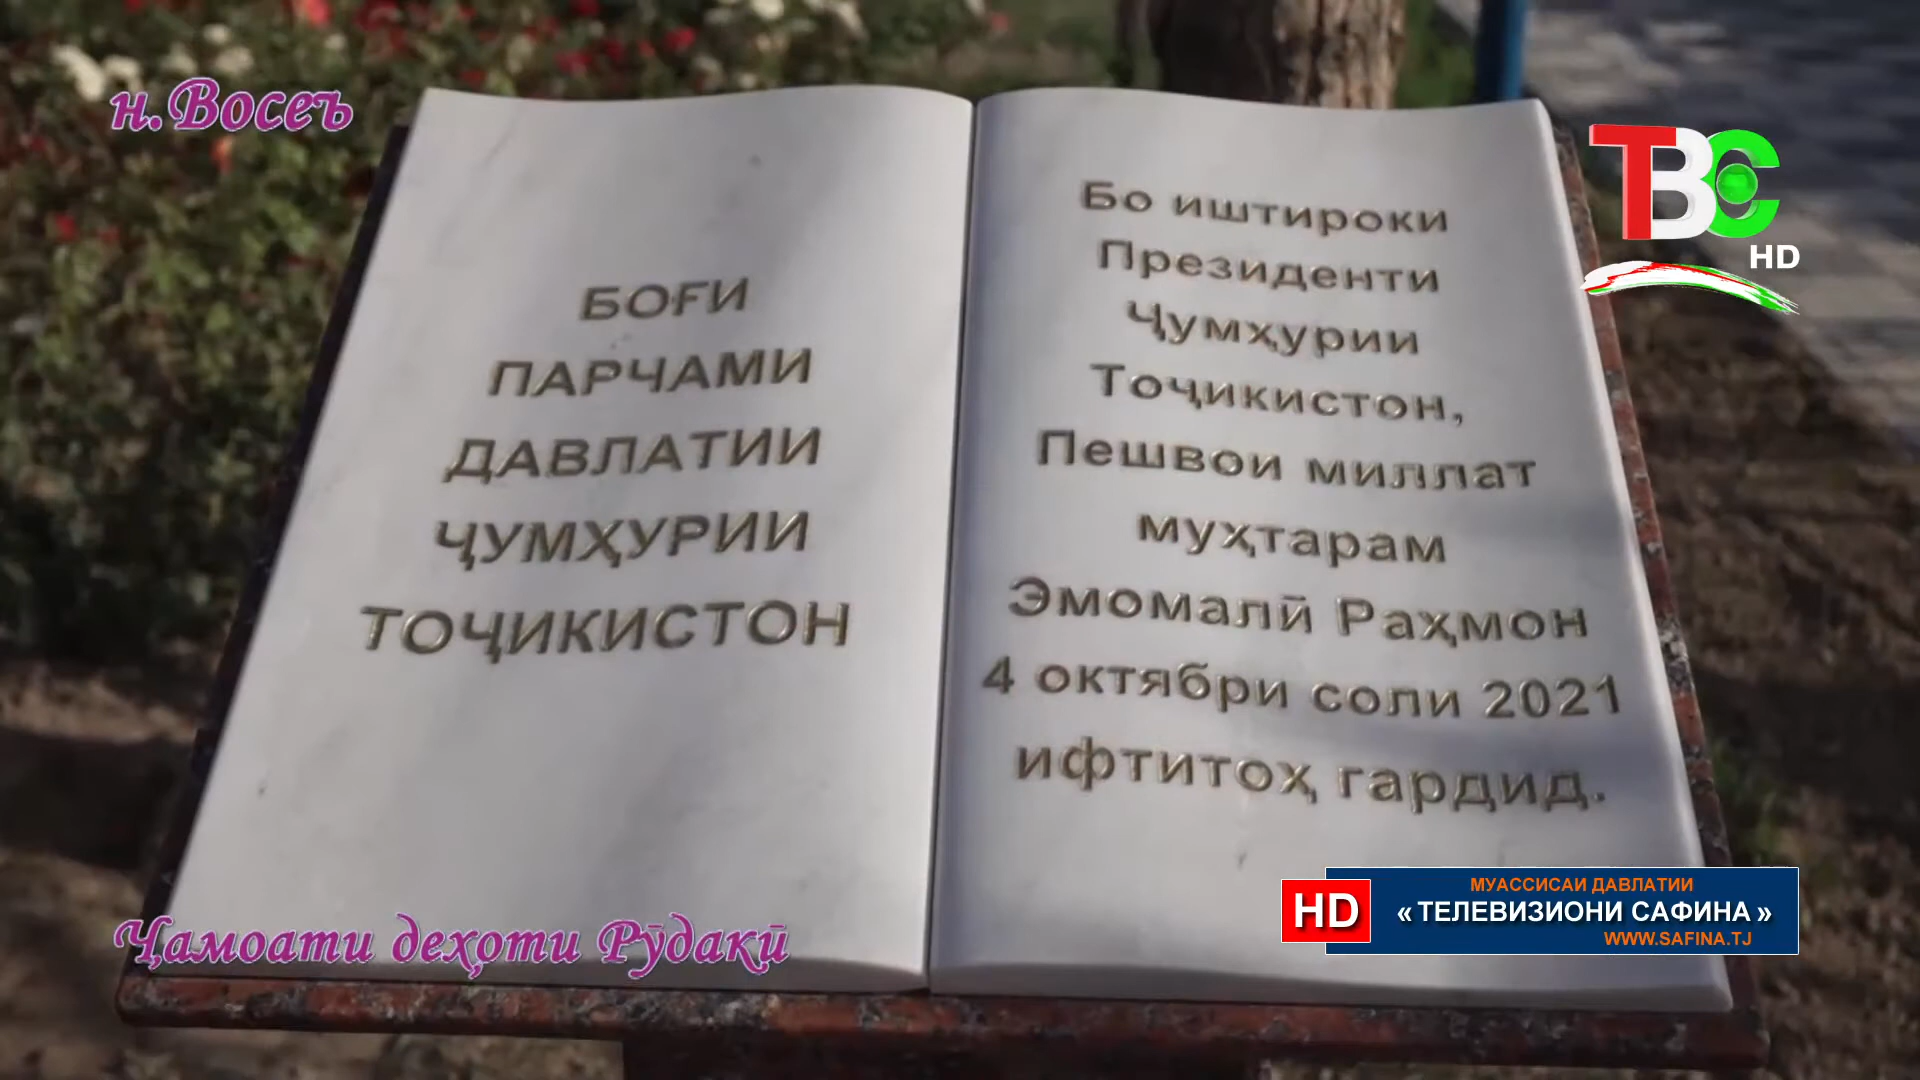 н.Восеъ
БОҒИ
ПАРЧАМИ
ДАВЛАТИИ
ҶУМҲУРИИ
ТОҶИКИСТОН
Бо иштироки
Президенти
Ҷумҳурии
Тоҷикистон,
Пешвои миллат
муҳтарам
Эмомалӣ Раҳмон
4 октябри соли 2021
ифтитоҳ гардид.
ТВС
HD
Ҷамоати деҳоти Рӯдакӣ
HD
МУАССИСАИ ДАВЛАТИИ
« ТЕЛЕВИЗИОНИ САФИНА »
WWW.SAFINA.TJ